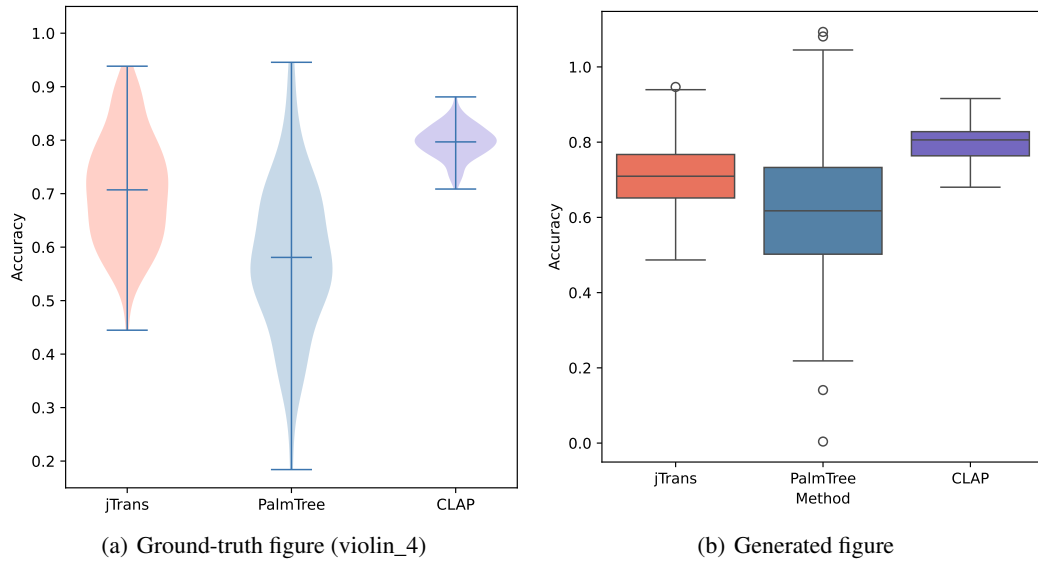 1.0
0.9
0.8
0.7
0.6
0.5
0.4
0.3
0.2
Accuracy
jTrans
PalmTree
CLAP
(a) Ground-truth figure (violin_4)
1.0
0.8
0.6
0.4
0.2
0.0
Accuracy
jTrans
PalmTree
CLAP
Method
(b) Generated figure